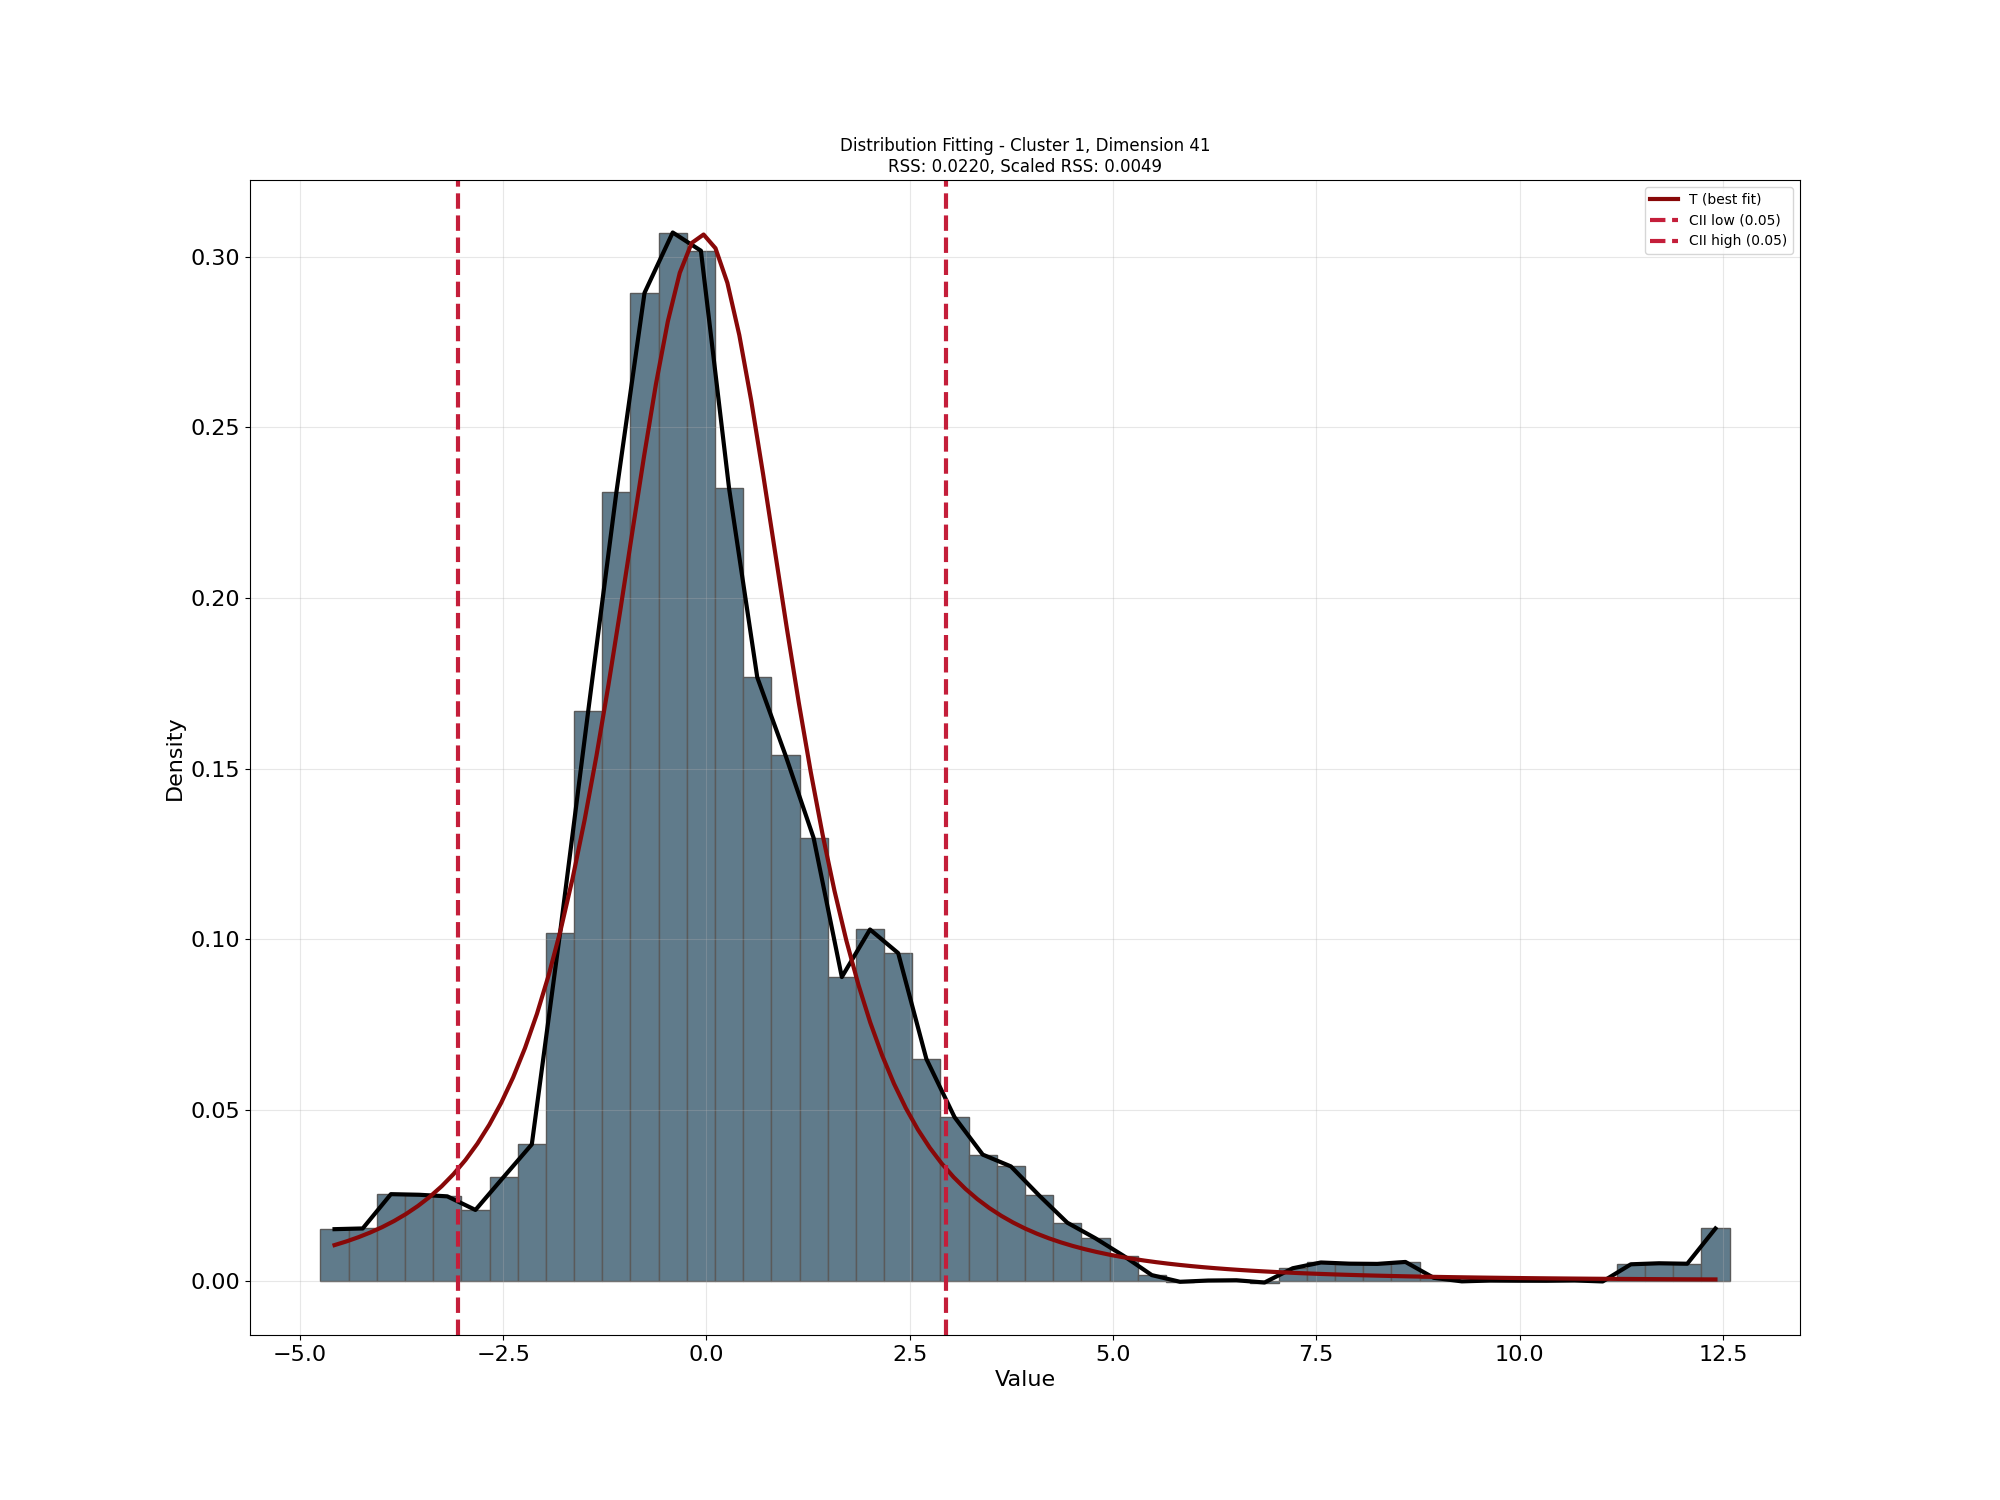 Distribution Fitting - Cluster 1, Dimension 41
RSS: 0.0220, Scaled RSS: 0.0049
T (best fit)
CII low (0.05)
CII high (0.05)
0.30
0.25
0.20
0.15
0.10
0.05
0.00
Density
−5.0 −2.5 0.0 2.5 5.0 7.5 10.0 12.5
Value